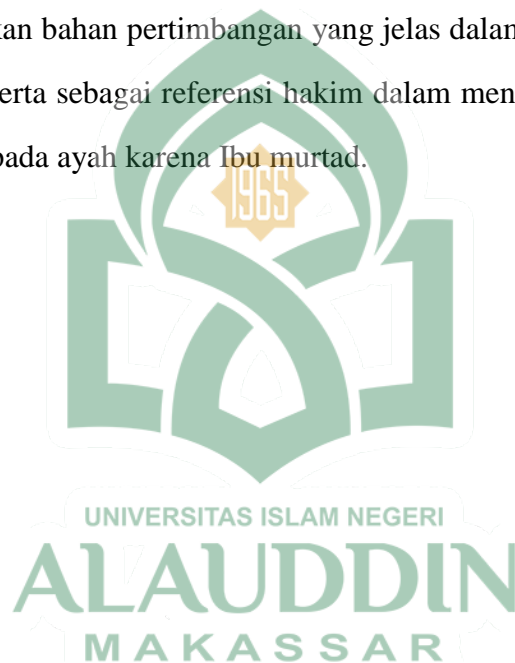 kan bahan pertimbangan yang jelas dalam
erta sebagai referensi hakim dalam men
pada ayah karena Ibu murtad.
1965
UNIVERSITAS ISLAM NEGERI
ALAUDDIN
MAKASSAR